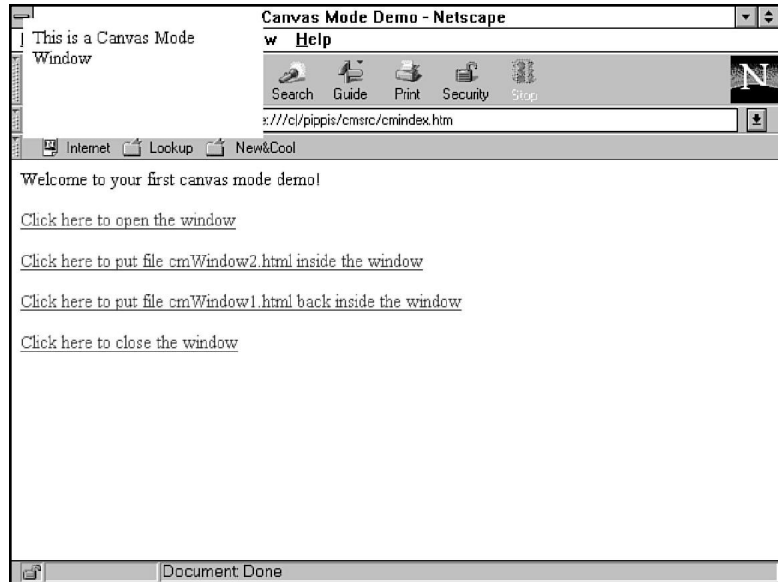 Canvas Mode Demo - Netscape
This is a Canvas Mode
Window
w Help
Search Guide Print Security Stop
N
e:///c|/pippis/cmsrc/cmindex.htm
Internet Lookup New&Cool
Welcome to your first canvas mode demo!
Click here to open the window
Click here to put file cmWindow2.html inside the window
Click here to put file cmWindow1.html back inside the window
Click here to close the window
Document Done